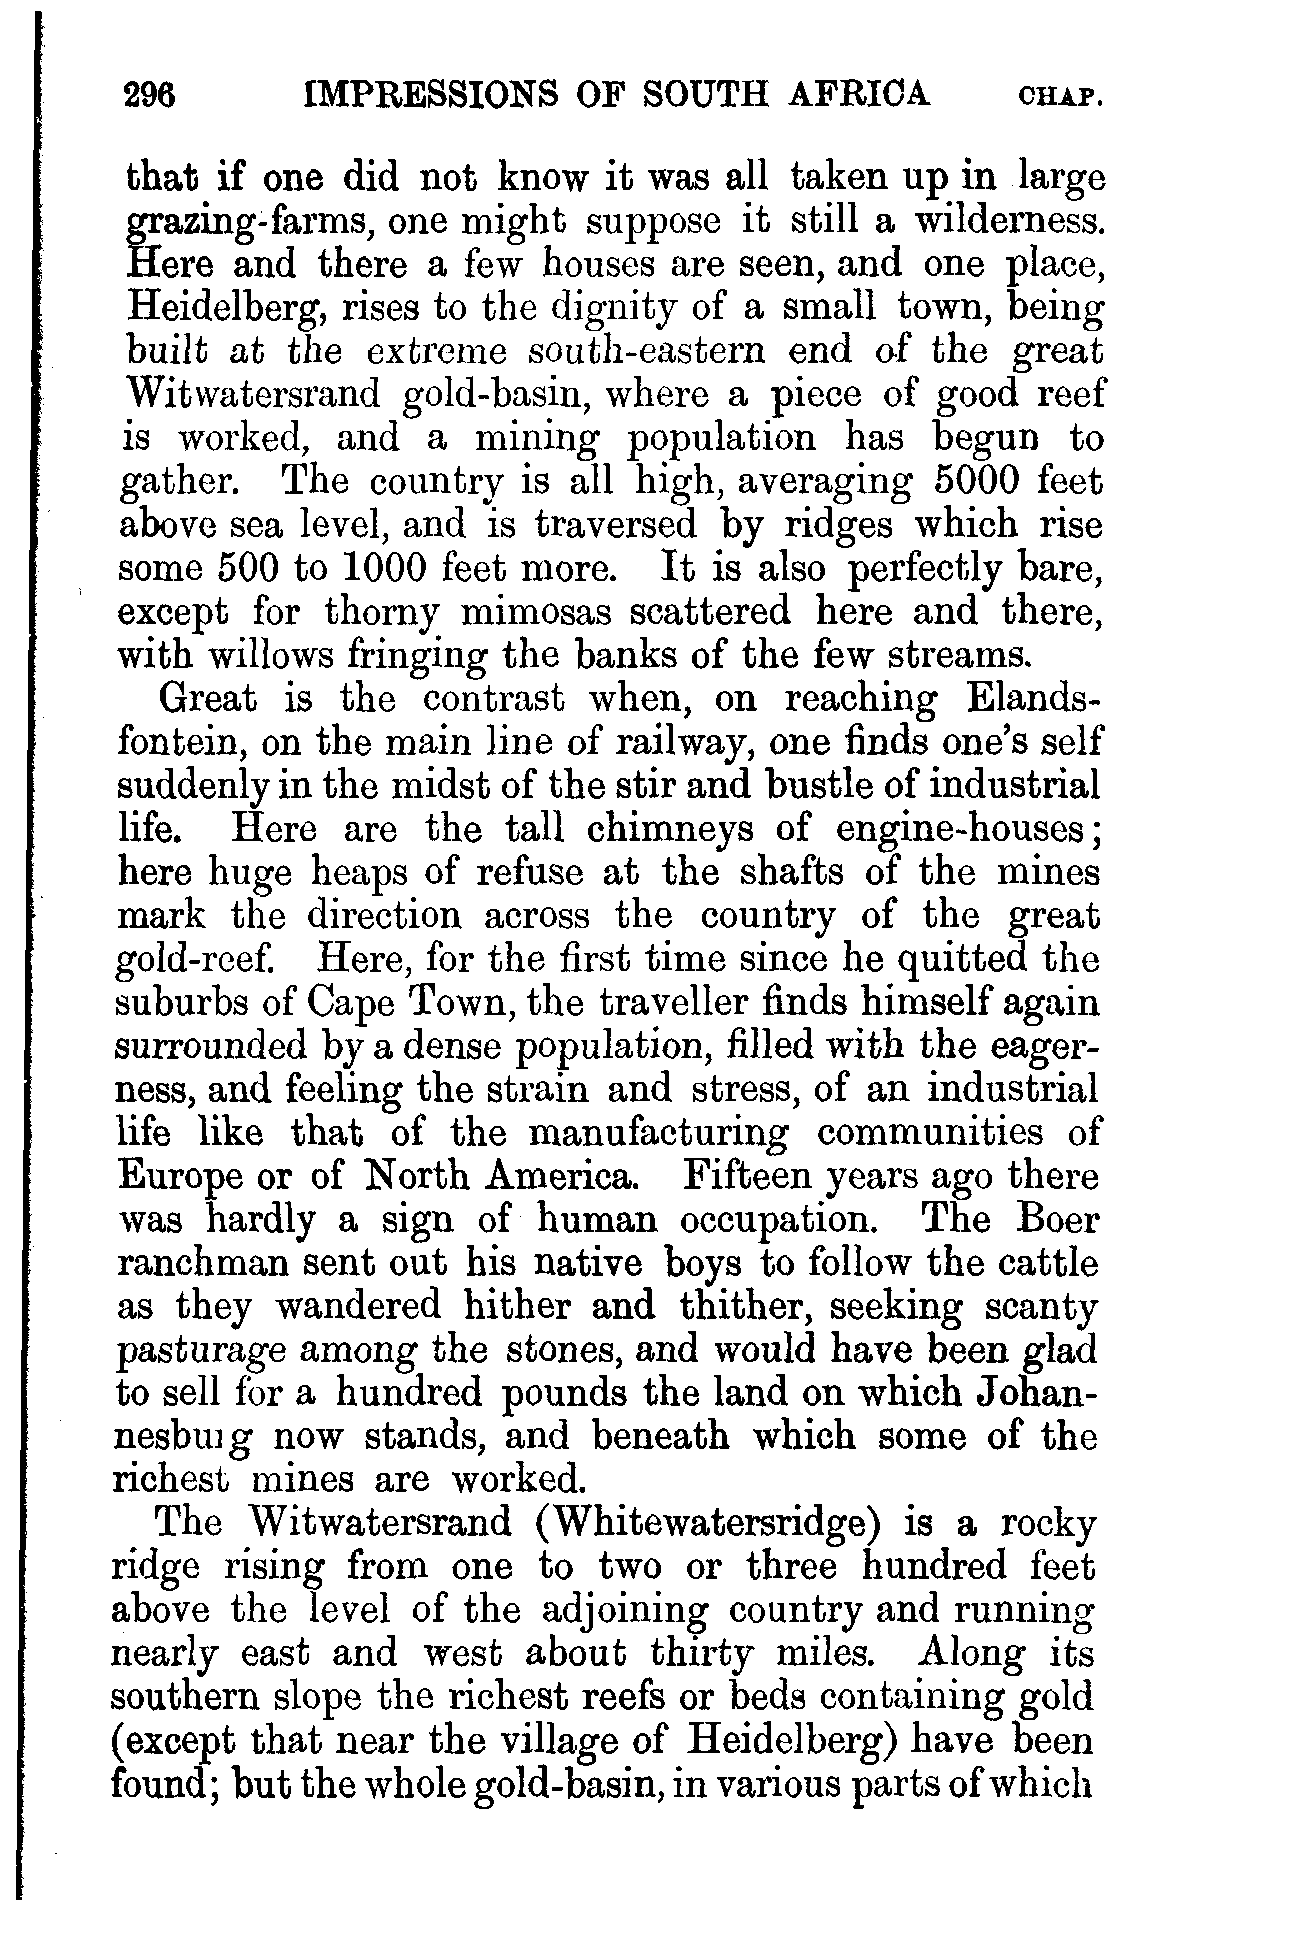 296 IMPRESSIONS OF SOUTH AFRICA CHAP.
that if one did not know it was all taken up in large
grazing-farms, one might suppose it still a wilderness.
Here and there a few houses are seen, and one place,
Heidelberg, rises to the dignity of a small town, being
built at the extreme south-eastern end of the great
Witwatersrand gold-basin, where a piece of good reef
is worked, and a mining population has begun to
gather. The country is all high, averaging 5000 feet
above sea level, and is traversed by ridges which rise
some 500 to 1000 feet more. It is also perfectly bare,
except for thorny mimosas scattered here and there,
with willows fringing the banks of the few streams.
Great is the contrast when, on reaching Elands-
fontein, on the main line of railway, one finds one's self
suddenly in the midst of the stir and bustle of industrial
life. Here are the tall chimneys of engine-houses;
here huge heaps of refuse at the shafts of the mines
mark the direction across the country of the great
gold-reef. Here, for the first time since he quitted the
suburbs of Cape Town, the traveller finds himself again
surrounded by a dense population, filled with the eager-
ness, and feeling the strain and stress, of an industrial
life like that of the manufacturing communities of
Europe or of North America. Fifteen years ago there
was hardly a sign of human occupation. The Boer
ranchman sent out his native boys to follow the cattle
as they wandered hither and thither, seeking scanty
pasturage among the stones, and would have been glad
to sell for a hundred pounds the land on which Johan-
nesburg now stands, and beneath which some of the
richest mines are worked.
The Witwatersrand (Whitewatersridge) is a rocky
ridge rising from one to two or three hundred feet
above the level of the adjoining country and running
nearly east and west about thirty miles. Along its
southern slope the richest reefs or beds containing gold
(except that near the village of Heidelberg) have been
found; but the whole gold-basin, in various parts of which